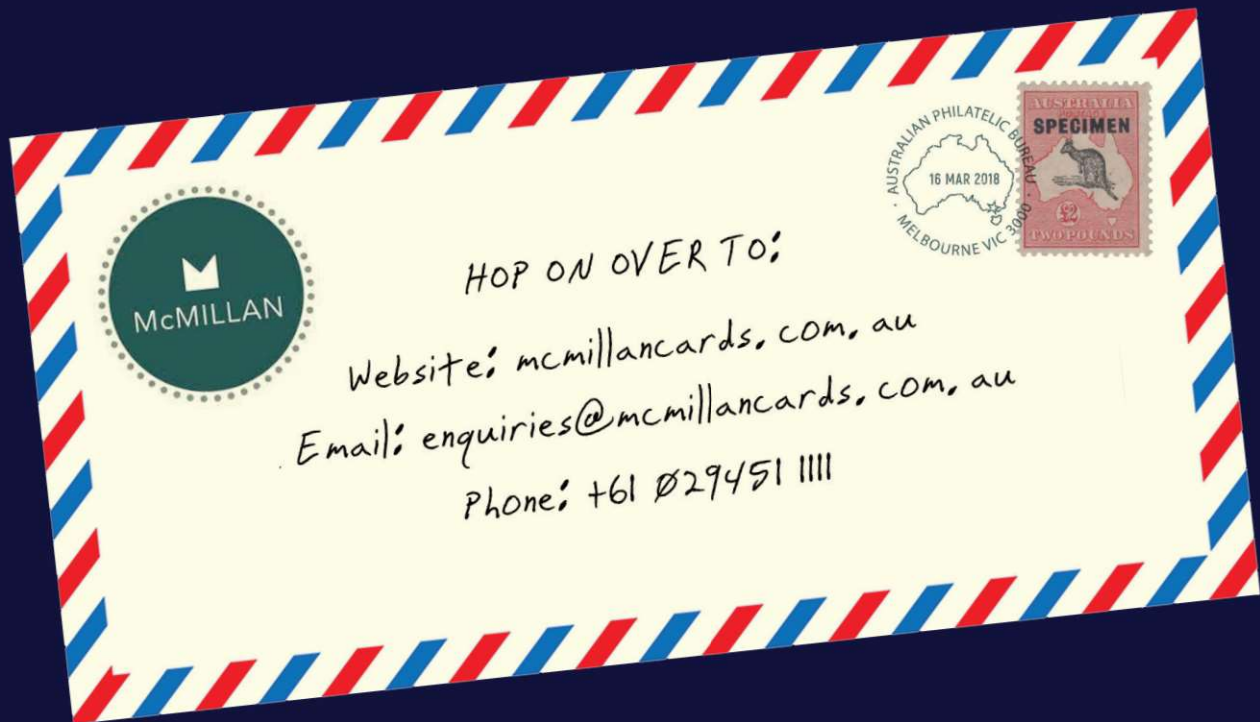 AUSTRALIAN PHILATELIC BUREAU
16 MAR 2018
MELBOURNE VIC 3000
AUSTRALIA
POSTAGE
SPECIMEN
£2
TWO POUNDS
McMILLAN
HOP ON OVER TO:
Website: mcmillancards.com.au
Email: enquiries@mcmillancards.com.au
Phone: +61 029451 1111